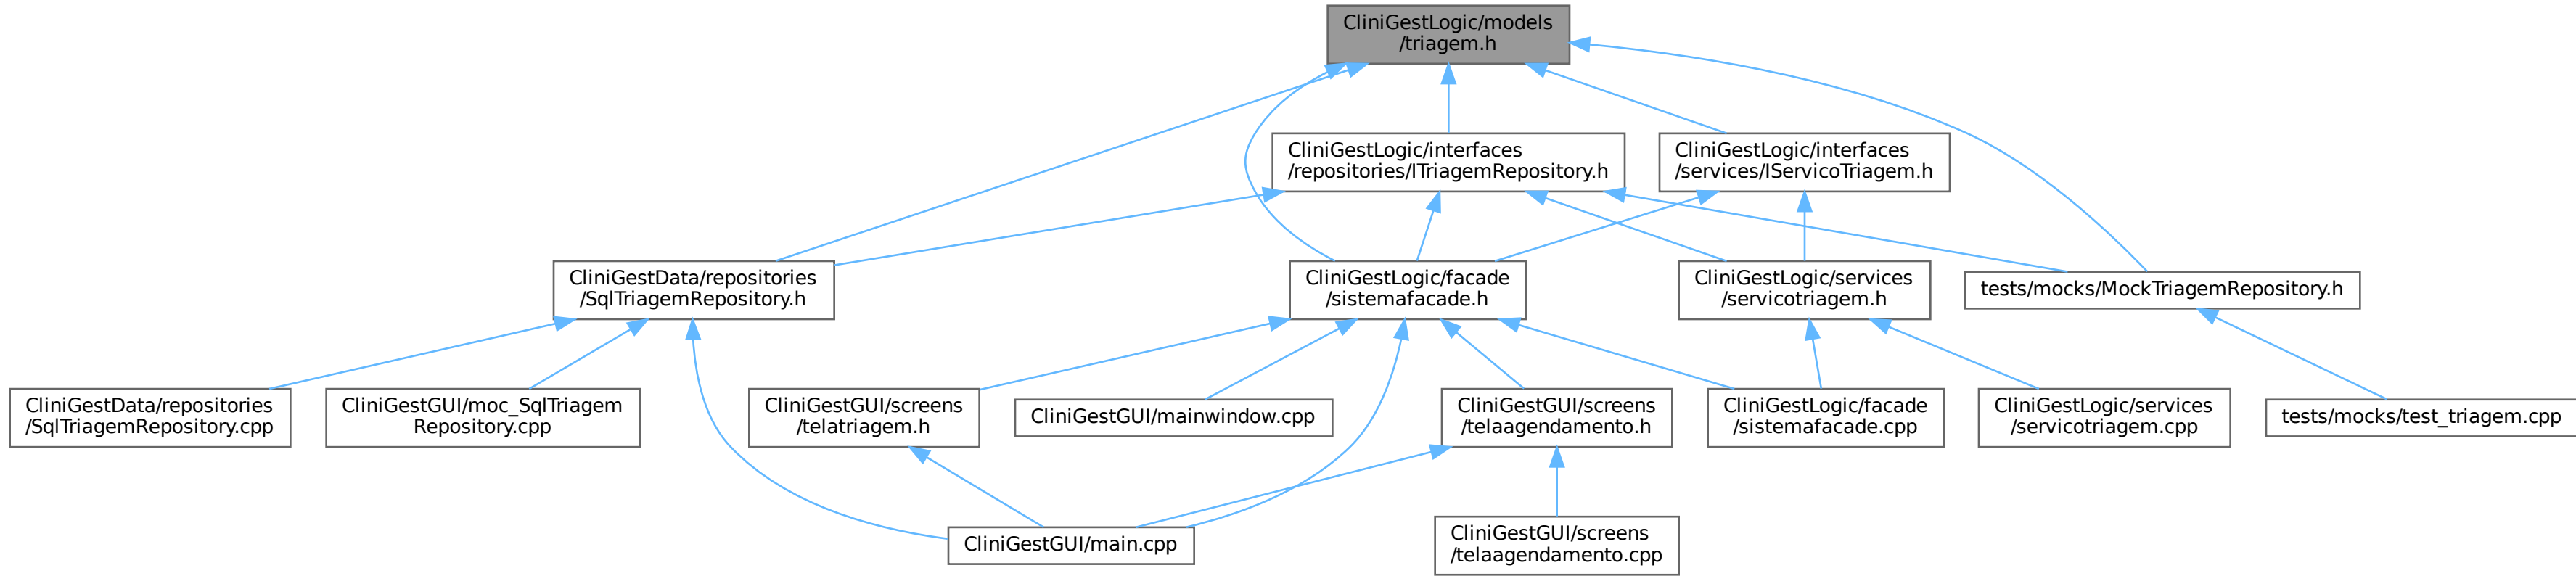 CliniGestLogic/models
/triagem.h
CliniGestLogic/interfaces
/repositories/ITriagemRepository.h
CliniGestLogic/interfaces
/services/IServicoTriagem.h
CliniGestData/repositories
/SqlTriagemRepository.h
CliniGestLogic/facade
/sistemafacade.h
CliniGestLogic/services
/servicotriagem.h
tests/mocks/MockTriagemRepository.h
CliniGestData/repositories
/SqlTriagemRepository.cpp
CliniGestGUI/moc_SqlTriagem
Repository.cpp
CliniGestGUI/screens
/telatriagem.h
CliniGestGUI/mainwindow.cpp
CliniGestGUI/screens
/telaagendamento.h
CliniGestLogic/facade
/sistemafacade.cpp
CliniGestLogic/services
/servicotriagem.cpp
tests/mocks/test_triagem.cpp
CliniGestGUI/main.cpp
CliniGestGUI/screens
/telaagendamento.cpp